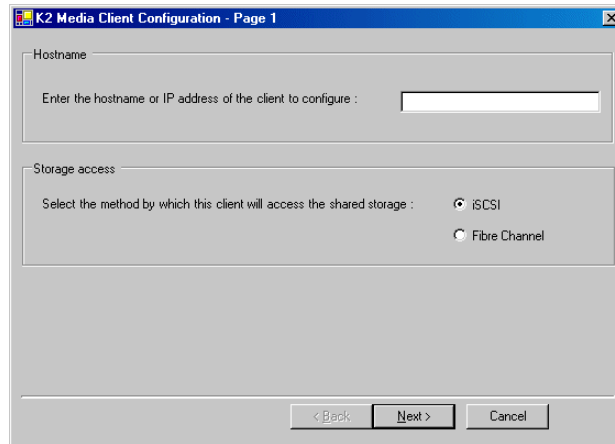 K2 Media Client Configuration - Page 1
Hostname
Enter the hostname or IP address of the client to configure :
Storage access
Select the method by which this client will access the shared storage :
iSCSI
Fibre Channel
< Back
Next >
Cancel